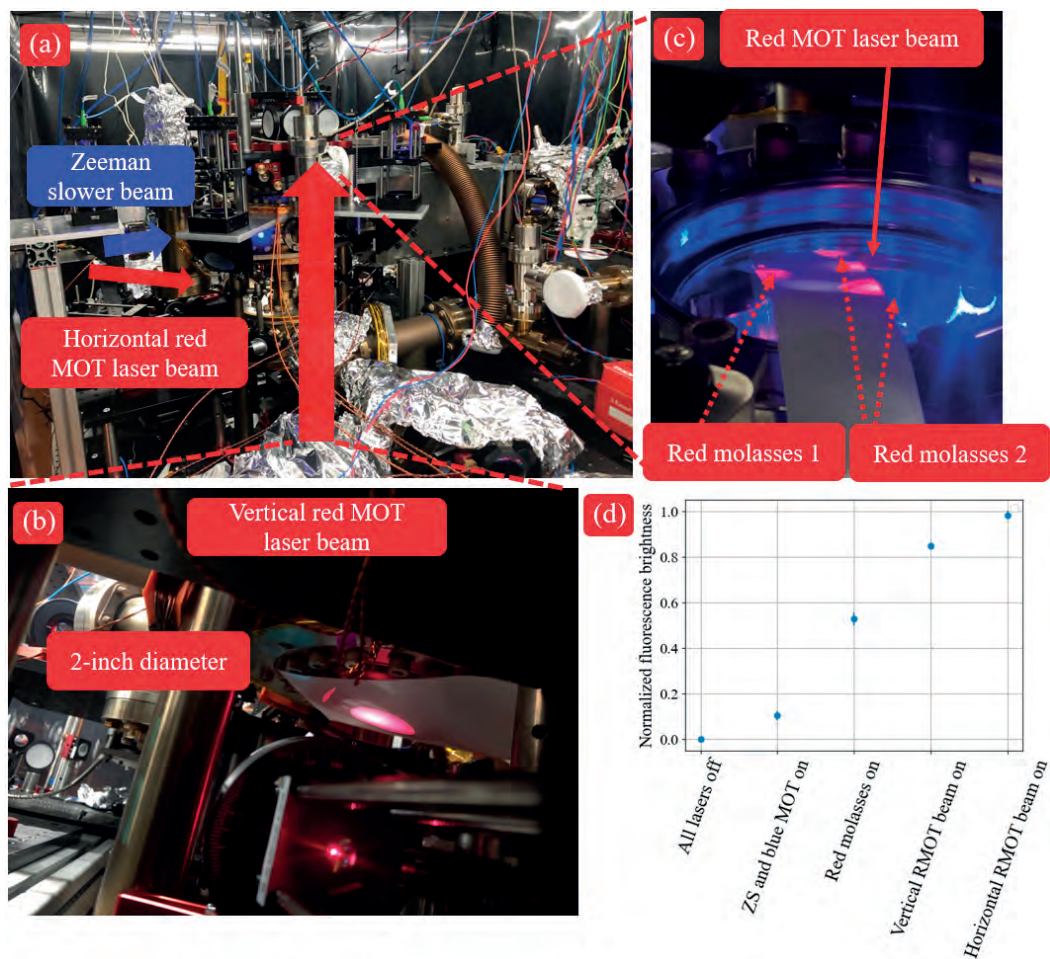 (a)
Zeeman
slower beam
Horizontal red
MOT laser beam
(c)
Red MOT laser beam
Red molasses 1
Red molasses 2
(b)
Vertical red MOT
laser beam
2-inch diameter
(d)
Normalized fluorescence brightness
1.0
0.8
0.6
0.4
0.2
0.0
All lasers off
ZS and blue MOT on
Red molasses on
Vertical RMOT beam on
Horizontal RMOT beam on